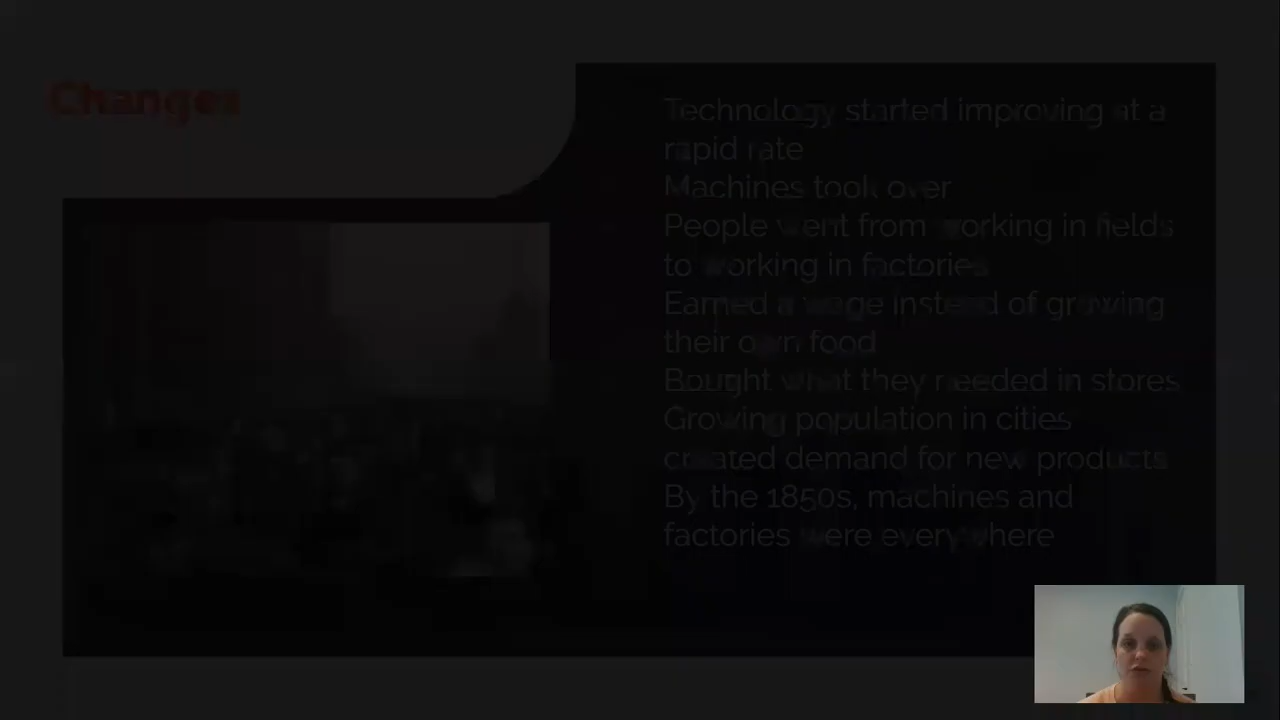 Changes
Technology started improving at a
rapid rate
Machines took over
People went from working in fields
to working in factories
Earned a wage instead of growing
their own food
Bought what they needed in stores
Growing population in cities
created demand for new products
By the 1850s, machines and
factories were everywhere